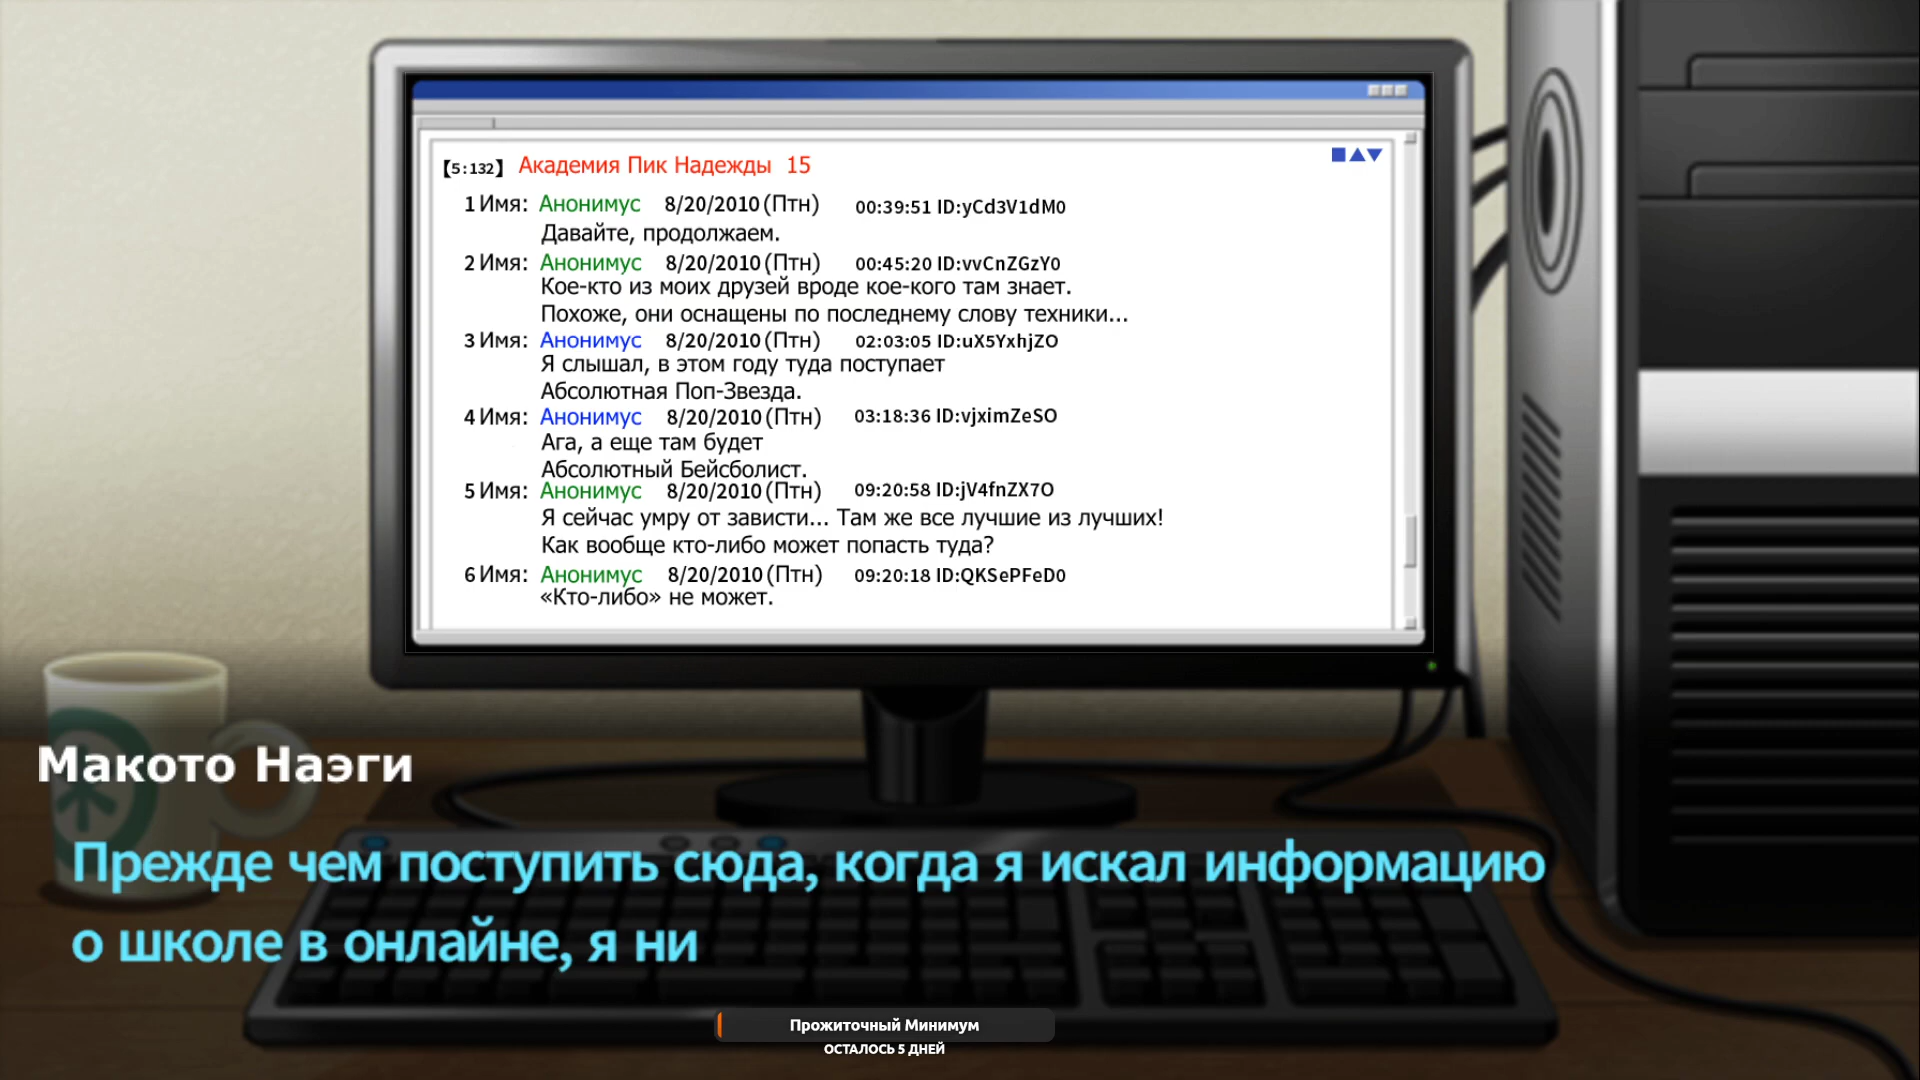 【5:132】 Академия Пик Надежды 15
1 Имя: Анонимус 8/20/2010 (Птн) 00:39:51 ID:yCd3V1dM0
Давайте, продолжаем.
2 Имя: Анонимус 8/20/2010 (Птн) 00:45:20 ID:vvCnZGzY0
Кое-кто из моих друзей вроде кое-кого там знает.
Похоже, они оснащены по последнему слову техники...
3 Имя: Анонимус 8/20/2010 (Птн) 02:03:05 ID:uX5YxhjZO
Я слышал, в этом году туда поступает
Абсолютная Поп-Звезда.
4 Имя: Анонимус 8/20/2010 (Птн) 03:18:36 ID:vjximZeSO
Ага, а еще там будет
Абсолютный Бейсболист.
5 Имя: Анонимус 8/20/2010 (Птн) 09:20:58 ID:jV4fnZX7O
Я сейчас умру от зависти... Там же все лучшие из лучших!
Как вообще кто-либо может попасть туда?
6 Имя: Анонимус 8/20/2010 (Птн) 09:20:18 ID:QKSePFeD0
«Кто-либо» не может.
Макото Наэги
Прежде чем поступить сюда, когда я искал информацию
о школе в онлайне, я ни
Прожиточный Минимум
ОСТАЛОСЬ 5 ДНЕЙ